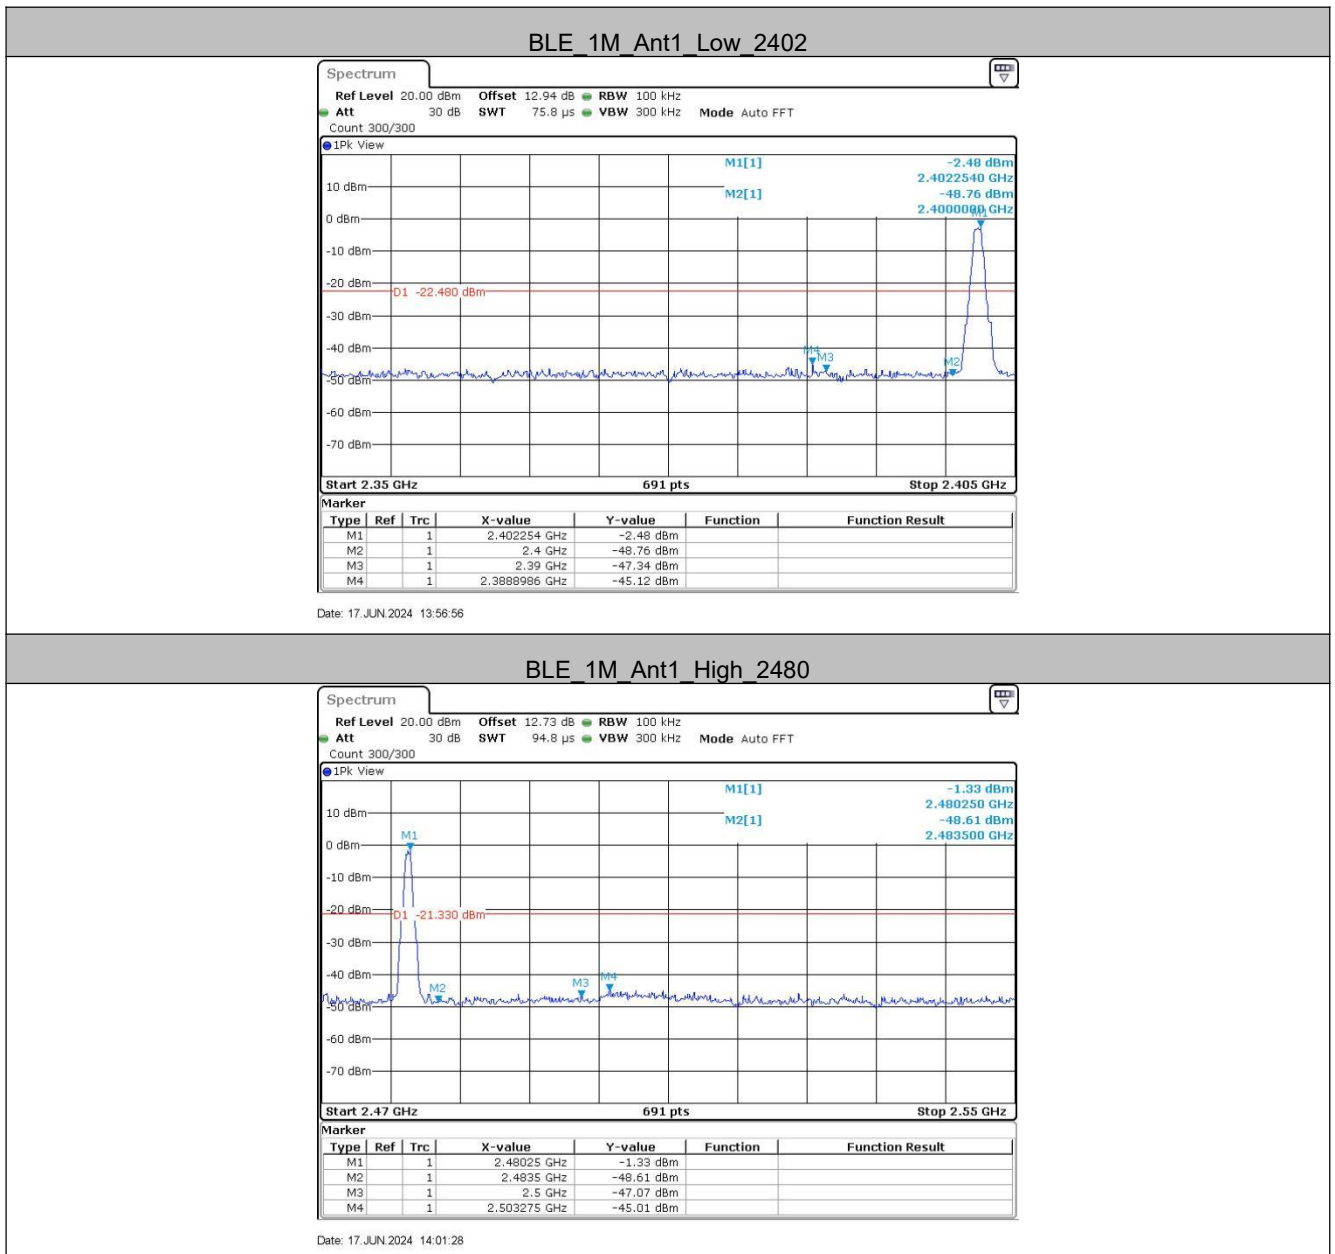 BLE_1M_Ant1_Low_2402
Spectrum
Ref Level 20.00 dBm Offset 12.94 dB RBW 100 kHz
Att 30 dB SWT 75.8 µs VBW 300 kHz Mode Auto FFT
Count 300/300
1Pk View
M1[1] -2.48 dBm
2.4022540 GHz
10 dBm
M2[1] -48.76 dBm
2.4000000 GHz
M1
0 dBm
-10 dBm
-20 dBm
D1 -22.480 dBm
-30 dBm
-40 dBm
M4
M3
M2
-50 dBm
-60 dBm
-70 dBm
Start 2.35 GHz 691 pts Stop 2.405 GHz
Marker
Type Ref Trc X-value Y-value Function Function Result
M1 1 2.402254 GHz -2.48 dBm
M2 1 2.4 GHz -48.76 dBm
M3 1 2.39 GHz -47.34 dBm
M4 1 2.3888986 GHz -45.12 dBm
Date: 17.JUN.2024 13:56:56
BLE_1M_Ant1_High_2480
Spectrum
Ref Level 20.00 dBm Offset 12.73 dB RBW 100 kHz
Att 30 dB SWT 94.8 µs VBW 300 kHz Mode Auto FFT
Count 300/300
1Pk View
M1[1] -1.33 dBm
2.480250 GHz
10 dBm
M2[1] -48.61 dBm
2.483500 GHz
M1
0 dBm
-10 dBm
-20 dBm
D1 -21.330 dBm
-30 dBm
-40 dBm
M2
M3
M4
-50 dBm
-60 dBm
-70 dBm
Start 2.47 GHz 691 pts Stop 2.55 GHz
Marker
Type Ref Trc X-value Y-value Function Function Result
M1 1 2.48025 GHz -1.33 dBm
M2 1 2.4835 GHz -48.61 dBm
M3 1 2.5 GHz -47.07 dBm
M4 1 2.503275 GHz -45.01 dBm
Date: 17.JUN.2024 14:01:28